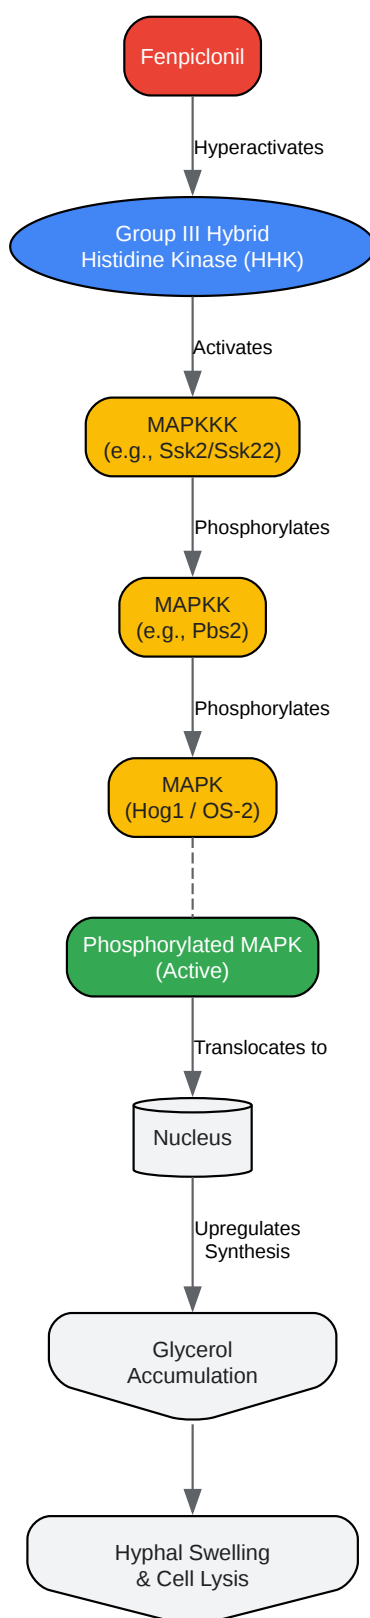 Fenpiclonil
Hyperactivates
Group III Hybrid
Histidine Kinase (HHK)
Activates
MAPKKK
(e.g., Ssk2/Ssk22)
Phosphorylates
MAPKK
(e.g., Pbs2)
Phosphorylates
MAPK
(Hog1 / OS-2)
Phosphorylated MAPK
(Active)
Translocates to
Nucleus
Upregulates
Synthesis
Glycerol
Accumulation
Hyphal Swelling
& Cell Lysis